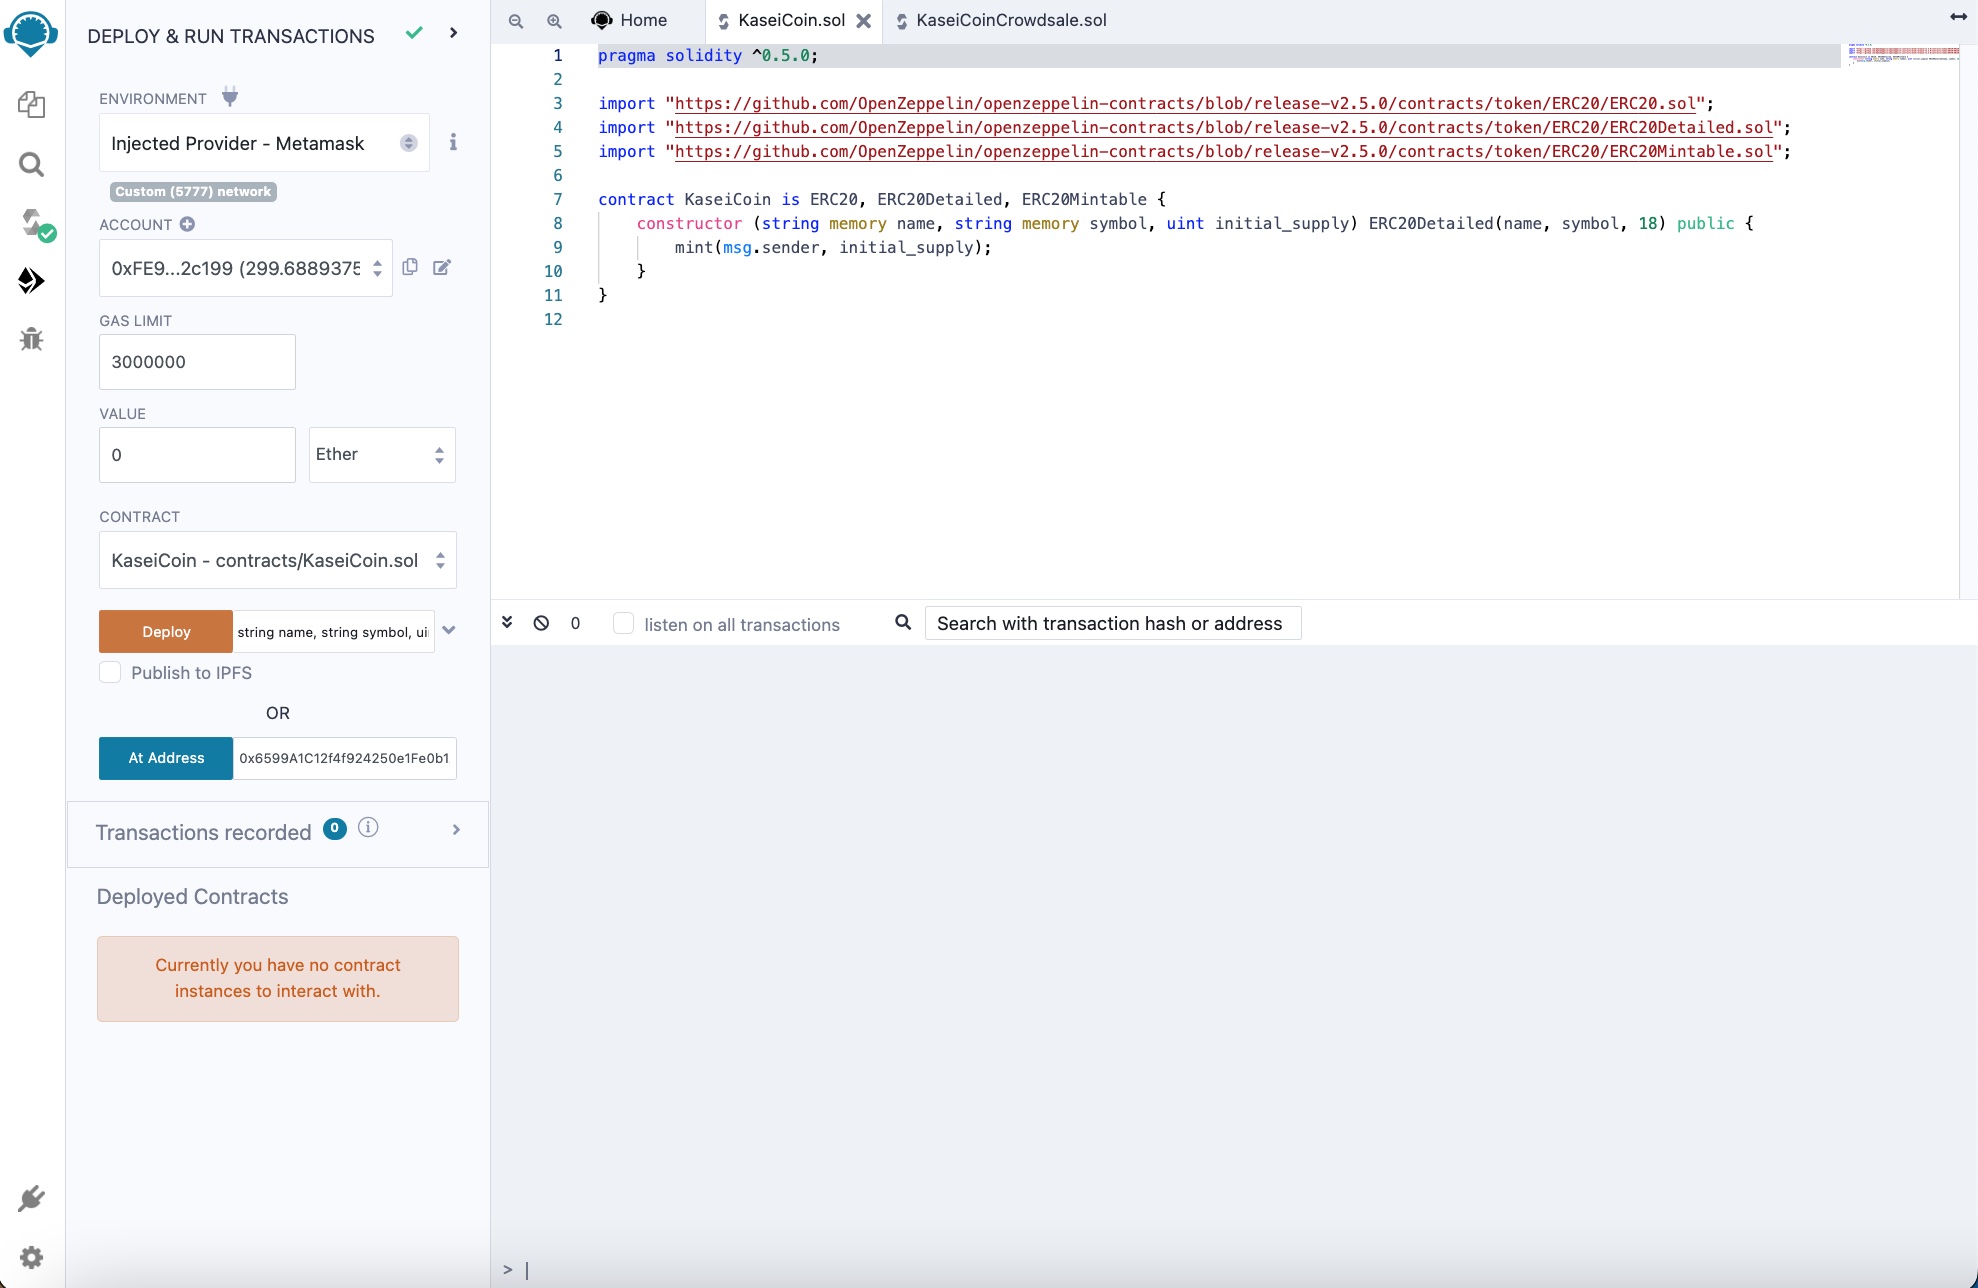 DEPLOY & RUN TRANSACTIONS
ENVIRONMENT
Injected Provider - Metamask
Custom (5777) network
ACCOUNT
0xFE9...2c199 (299.6889375
GAS LIMIT
3000000
VALUE
0
Ether
CONTRACT
KaseiCoin - contracts/KaseiCoin.sol
Deploy
string name, string symbol, ui
Publish to IPFS
OR
At Address
0x6599A1C12f4f924250e1Fe0b1
Transactions recorded 0
Deployed Contracts
Currently you have no contract
instances to interact with.
Home
KaseiCoin.sol
KaseiCoinCrowdsale.sol
1 pragma solidity ^0.5.0;
2
3 import "https://github.com/OpenZeppelin/openzeppelin-contracts/blob/release-v2.5.0/contracts/token/ERC20/ERC20.sol";
4 import "https://github.com/OpenZeppelin/openzeppelin-contracts/blob/release-v2.5.0/contracts/token/ERC20/ERC20Detailed.sol";
5 import "https://github.com/OpenZeppelin/openzeppelin-contracts/blob/release-v2.5.0/contracts/token/ERC20/ERC20Mintable.sol";
6
7 contract KaseiCoin is ERC20, ERC20Detailed, ERC20Mintable {
8 constructor (string memory name, string memory symbol, uint initial_supply) ERC20Detailed(name, symbol, 18) public {
9 mint(msg.sender, initial_supply);
10 }
11 }
12
0
listen on all transactions
Search with transaction hash or address
>